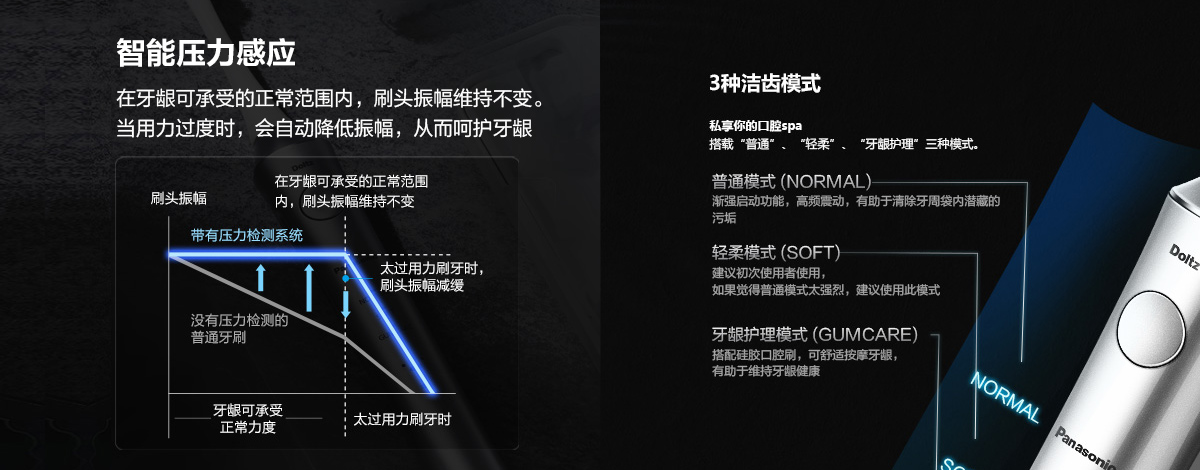 智能压力感应
在牙龈可承受的正常范围内，刷头振幅维持不变。
当用力过度时，会自动降低振幅，从而呵护牙龈
Doltz
在牙龈可承受的正常范围
内，刷头振幅维持不变
刷头振幅
带有压力检测系统
太过用力刷牙时，
刷头振幅减缓
没有压力检测的
普通牙刷
牙龈可承受
正常力度
太过用力刷牙时
3种洁齿模式
私享你的口腔spa
搭载“普通”、“轻柔”、“牙龈护理”三种模式。
普通模式（NORMAL）
渐强启动功能，高频震动，有助于清除牙周袋内潜藏的
污垢
轻柔模式（SOFT）
建议初次使用者使用，
如果觉得普通模式太强烈，建议使用此模式
牙龈护理模式（GUMCARE）
搭配硅胶口腔刷，可舒适按摩牙龈，
有助于维持牙龈健康
Doltz
NORMAL
Panasonic